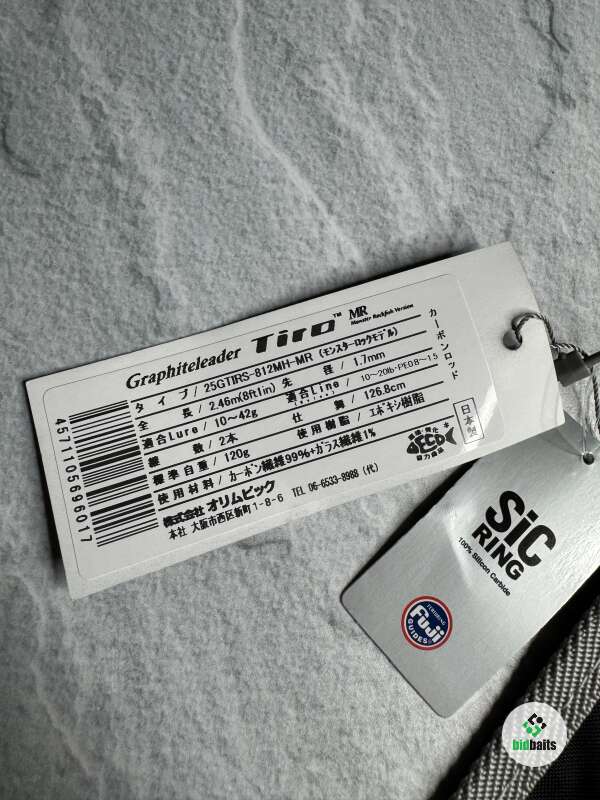 Graphiteleader Tiro™ MR
Monster Rockfish Version
タイプ/25GTIRS-812MH-MR (モンスターロックモデル)
全長/2.46m(8ft1in) 先径/1.7mm
適合Lure/10~42g 適合Line/10~20lb・PE0.8~1.5
継数/2本 仕舞/126.8cm
標準自重/120g 使用樹脂/エポキシ樹脂
使用材料/カーボン繊維99%+ガラス繊維1%
株式会社 オリムピック
本社 大阪市西区新町1-8-6 TEL 06-6533-8988 (代)
カーボンロッド
日本製
4571105696017
SiC
RING
100% Silicon Carbide
Fuji
GUIDES
bidbaits